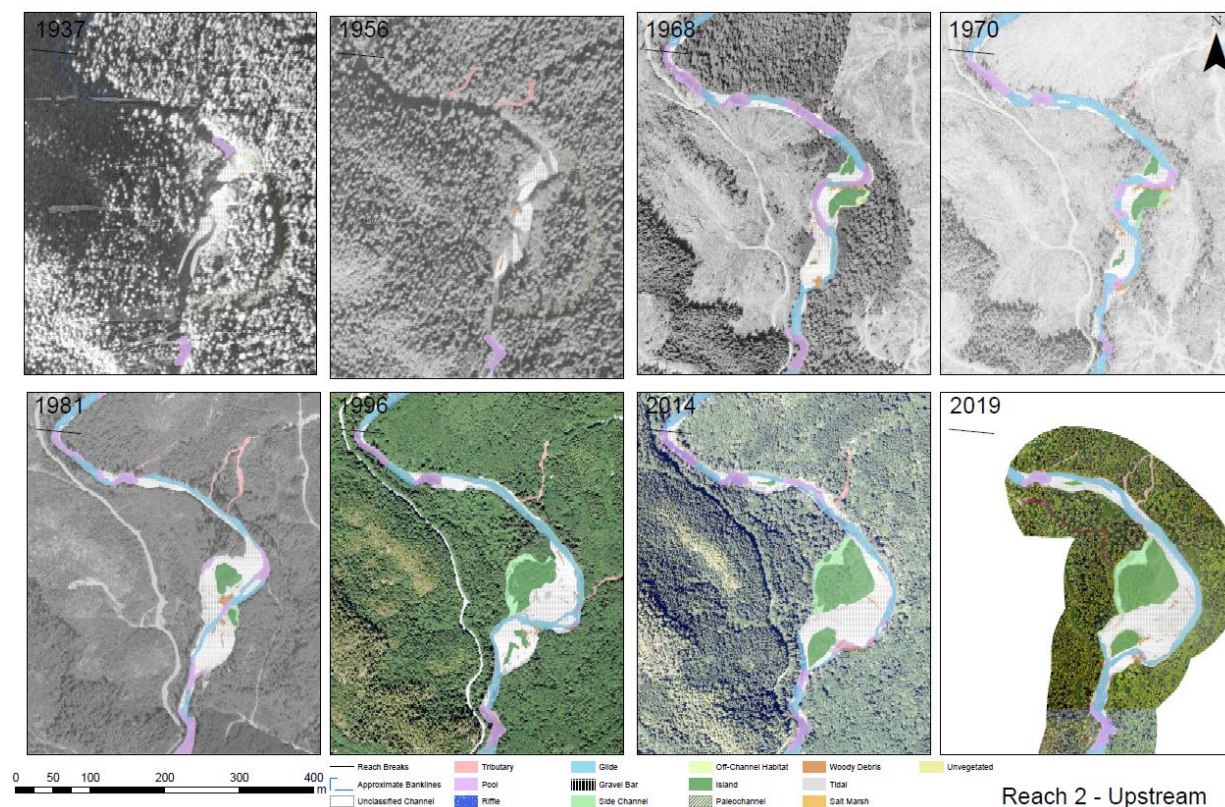 1937
1956
1968
1970
N
1981
1996
2014
2019
0 50 100 200 300 400
m
Reach Breaks
Tributary
Glide
Off-Channel Habitat
Woody Debris
Unvegetated
Approximate Banklines
Pool
Gravel Bar
Island
Tidal
Unclassified Channel
Riffle
Side Channel
Paleochannel
Salt Marsh
Reach 2 - Upstream